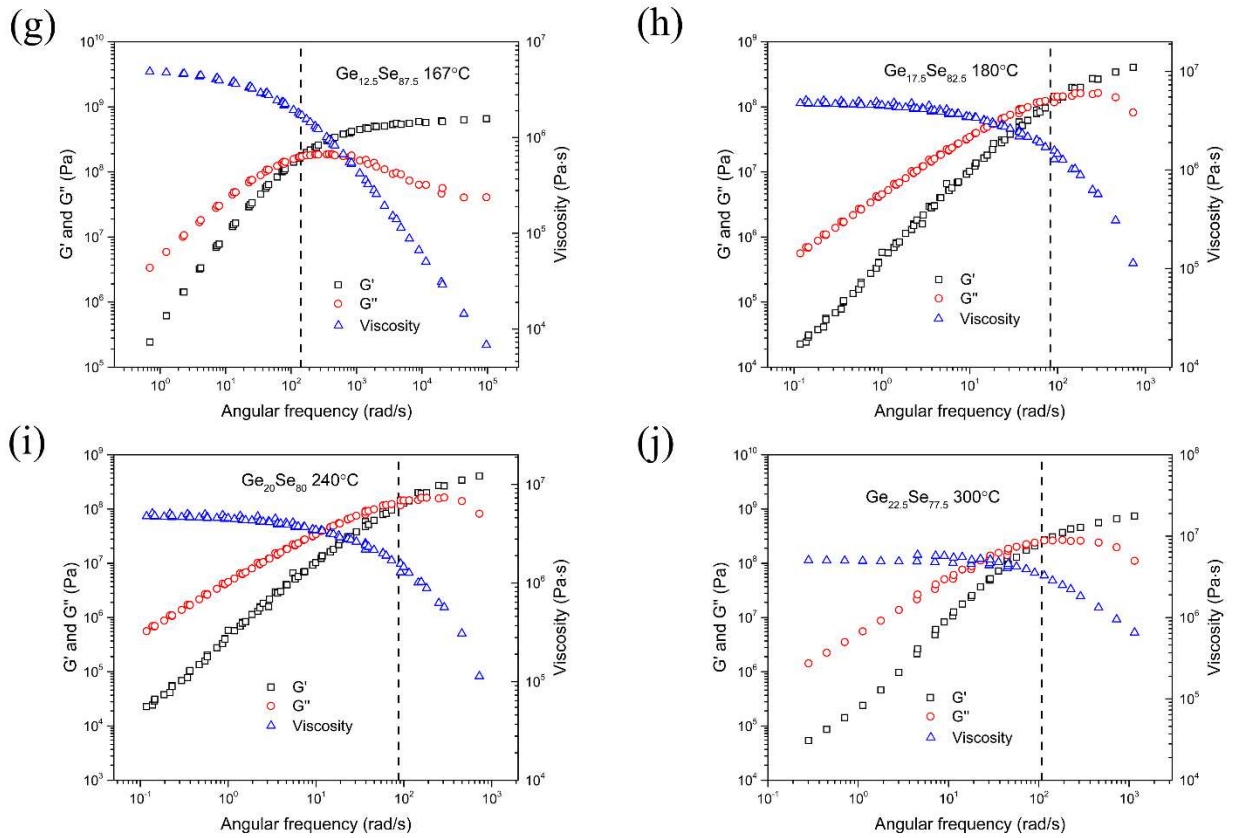 (g)
10^10
10^9
10^8
10^7
10^6
10^5
G' and G'' (Pa)
Ge12.5Se87.5 167°C
G'
G''
Viscosity
10^7
10^6
10^5
10^4
Viscosity (Pa·s)
10^0 10^1 10^2 10^3 10^4 10^5
Angular frequency (rad/s)
(h)
10^9
10^8
10^7
10^6
10^5
10^4
G' and G'' (Pa)
Ge17.5Se82.5 180°C
G'
G''
Viscosity
10^7
10^6
10^5
10^4
Viscosity (Pa·s)
10^-1 10^0 10^1 10^2 10^3
Angular frequency (rad/s)
(i)
10^9
10^8
10^7
10^6
10^5
10^4
10^3
G' and G'' (Pa)
Ge20Se80 240°C
G'
G''
Viscosity
10^7
10^6
10^5
10^4
Viscosity (Pa·s)
10^-1 10^0 10^1 10^2 10^3
Angular frequency (rad/s)
(j)
10^10
10^9
10^8
10^7
10^6
10^5
10^4
G' and G'' (Pa)
Ge22.5Se77.5 300°C
G'
G''
Viscosity
10^8
10^7
10^6
10^5
10^4
Viscosity (Pa·s)
10^-1 10^0 10^1 10^2 10^3
Angular frequency (rad/s)